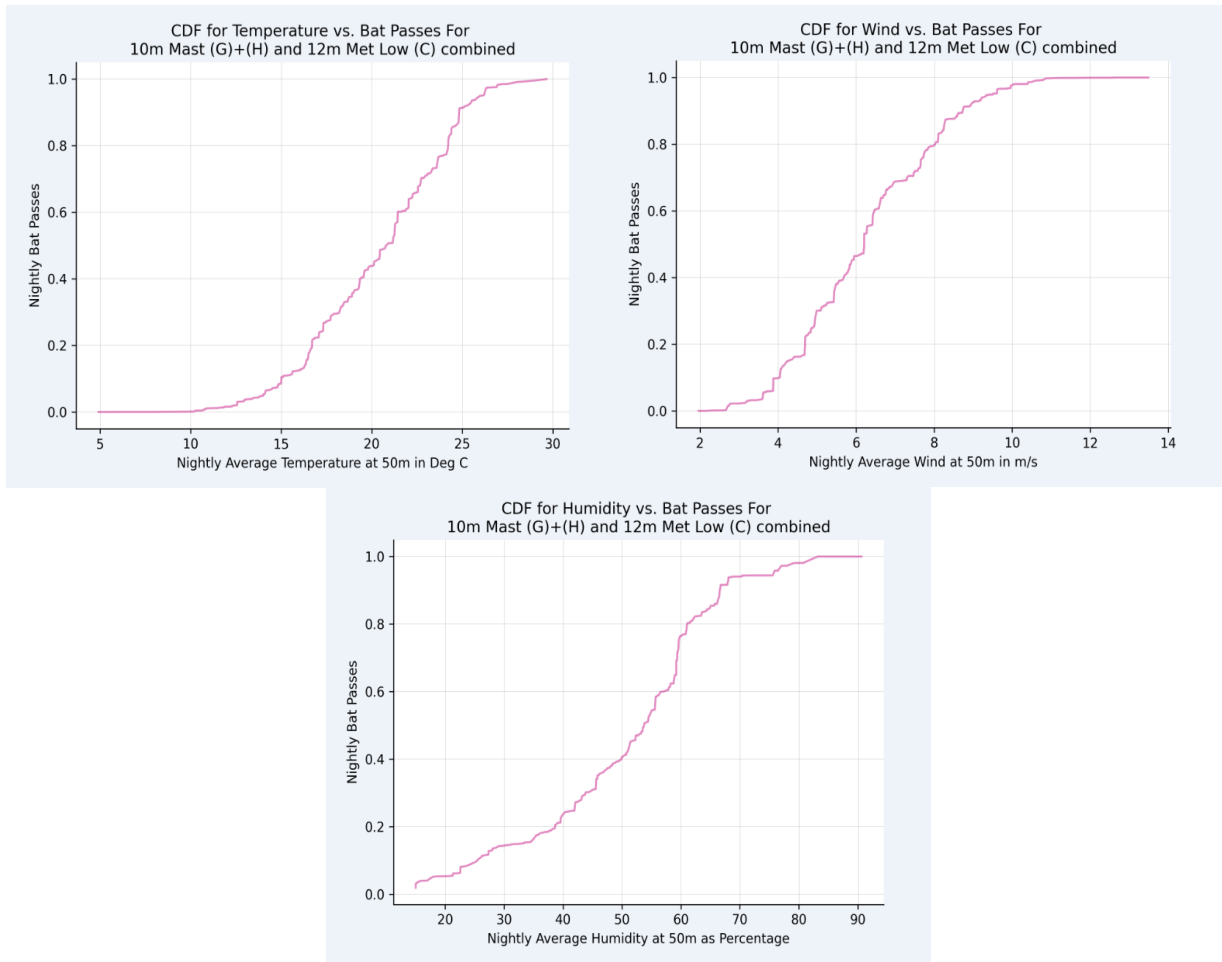 CDF for Temperature vs. Bat Passes For
10m Mast (G)+(H) and 12m Met Low (C) combined
Nightly Bat Passes
1.0
0.8
0.6
0.4
0.2
0.0
5 10 15 20 25 30
Nightly Average Temperature at 50m in Deg C
CDF for Wind vs. Bat Passes For
10m Mast (G)+(H) and 12m Met Low (C) combined
Nightly Bat Passes
1.0
0.8
0.6
0.4
0.2
0.0
2 4 6 8 10 12 14
Nightly Average Wind at 50m in m/s
CDF for Humidity vs. Bat Passes For
10m Mast (G)+(H) and 12m Met Low (C) combined
Nightly Bat Passes
1.0
0.8
0.6
0.4
0.2
0.0
20 30 40 50 60 70 80 90
Nightly Average Humidity at 50m as Percentage